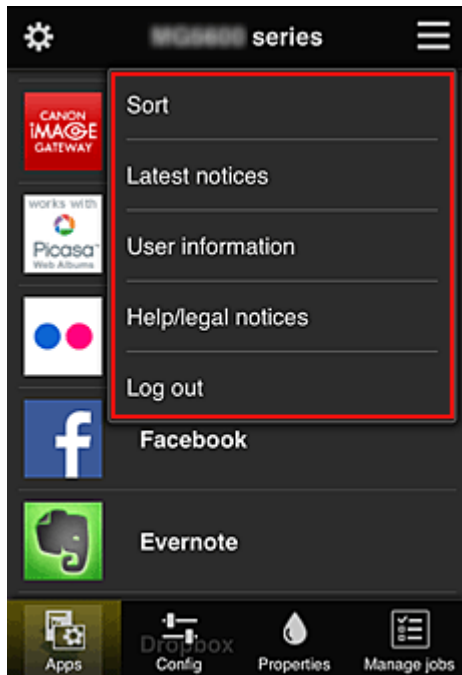 series
CANON
iMAGE
GATEWAY
Sort
Latest notices
works with
Picasa™
Web Albums
User information
Help/legal notices
Log out
f
Facebook
Evernote
Dropbox
Apps
Config
Properties
Manage jobs